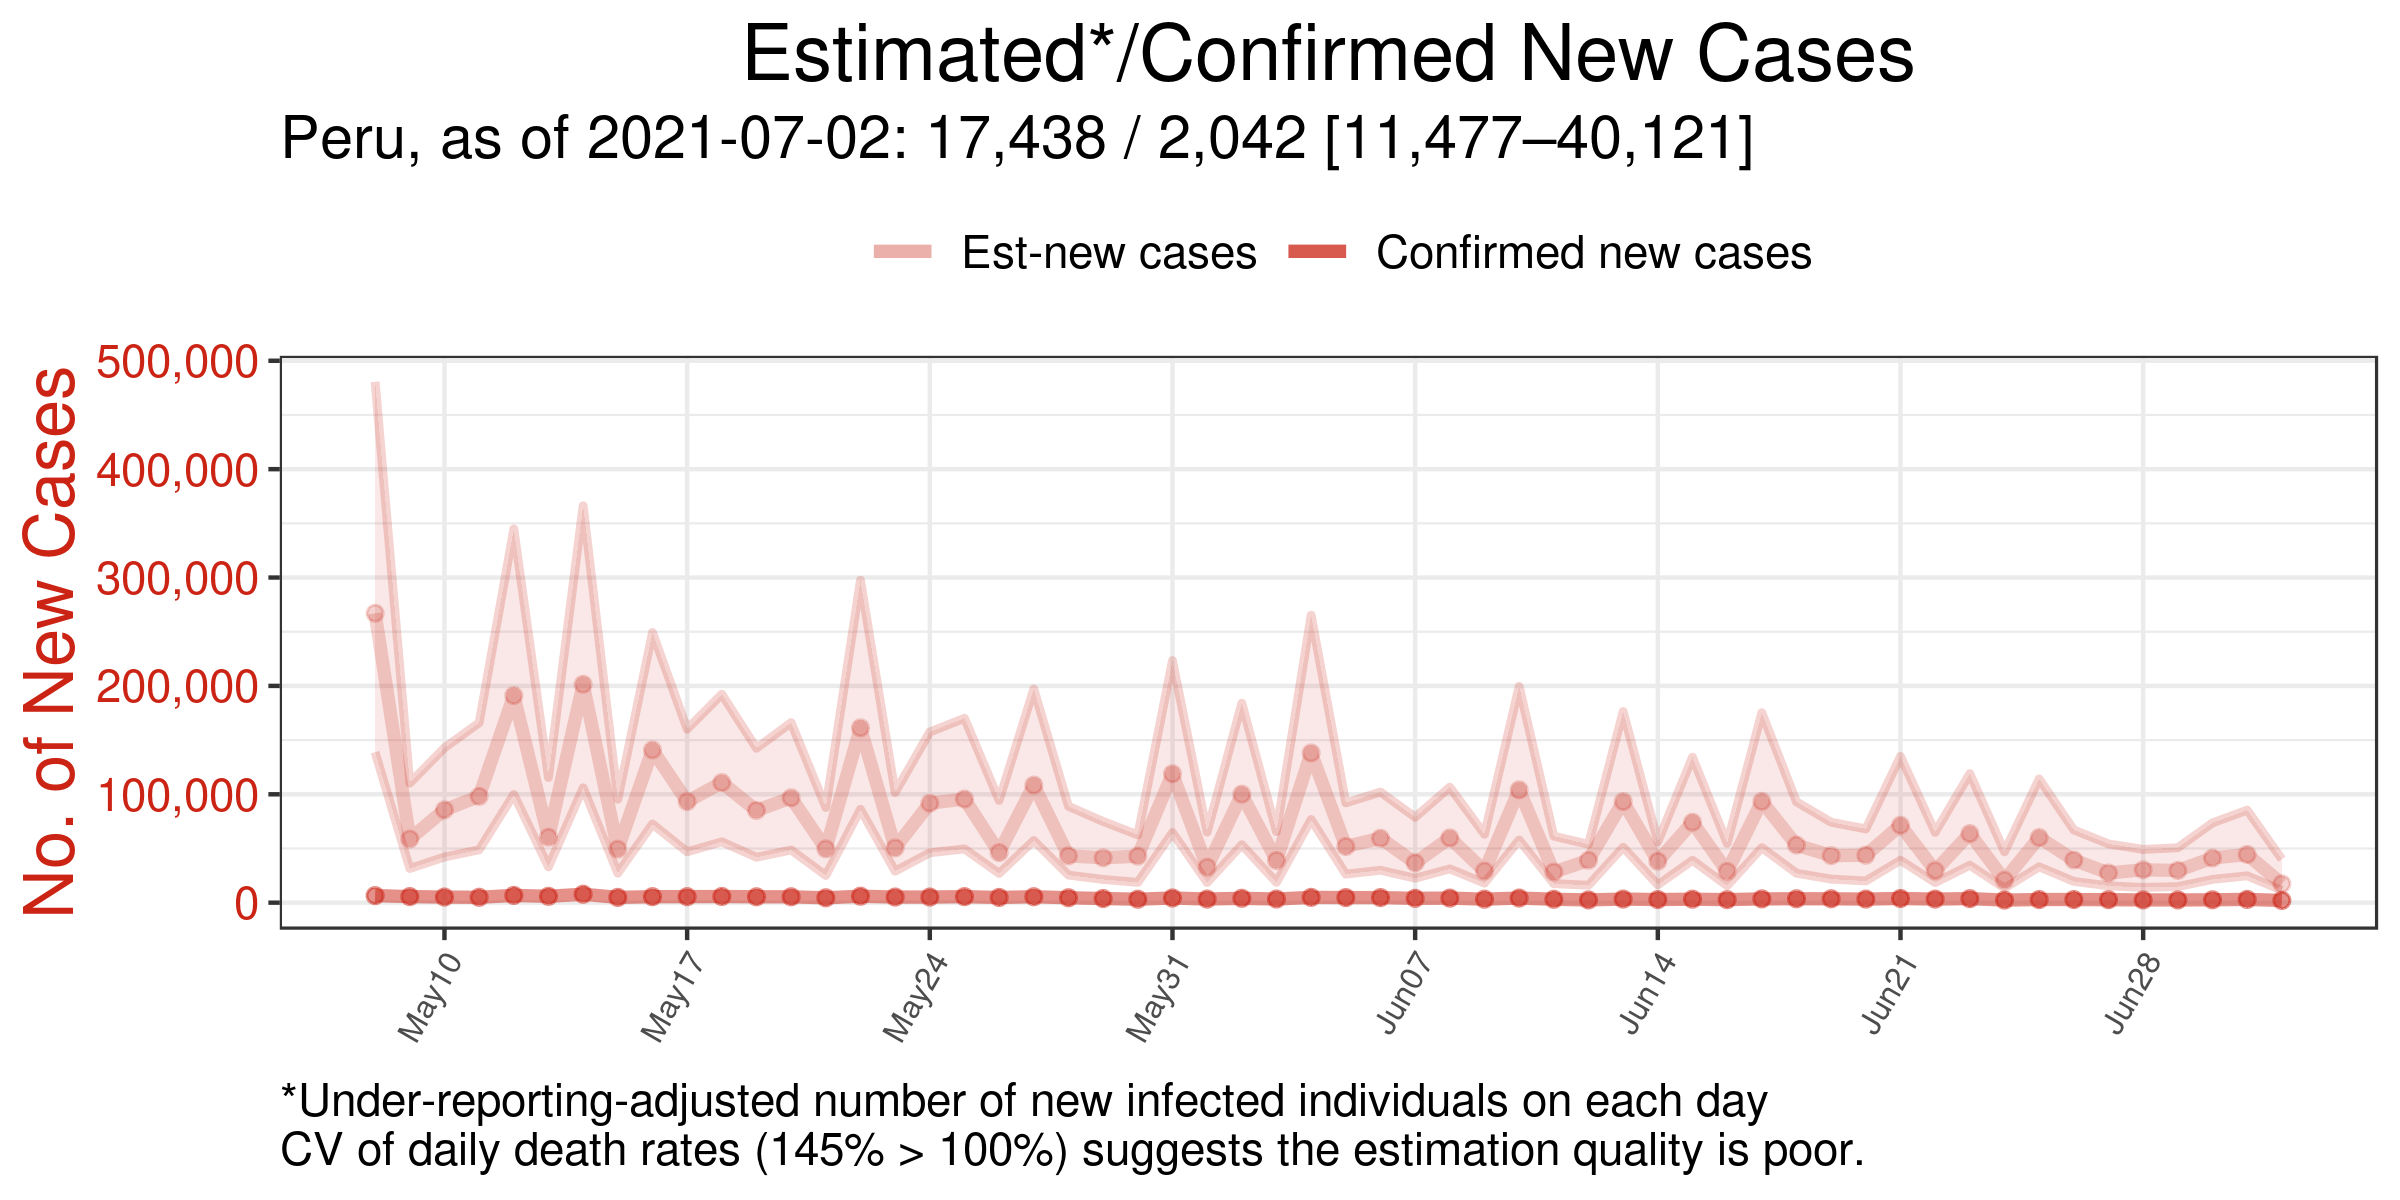 Estimated*/Confirmed New Cases
Peru, as of 2021-07-02: 17,438 / 2,042 [11,477–40,121]
Est-new cases
Confirmed new cases
No. of New Cases
500,000
400,000
300,000
200,000
100,000
0
May10
May17
May24
May31
Jun07
Jun14
Jun21
Jun28
*Under-reporting-adjusted number of new infected individuals on each day
CV of daily death rates (145% > 100%) suggests the estimation quality is poor.